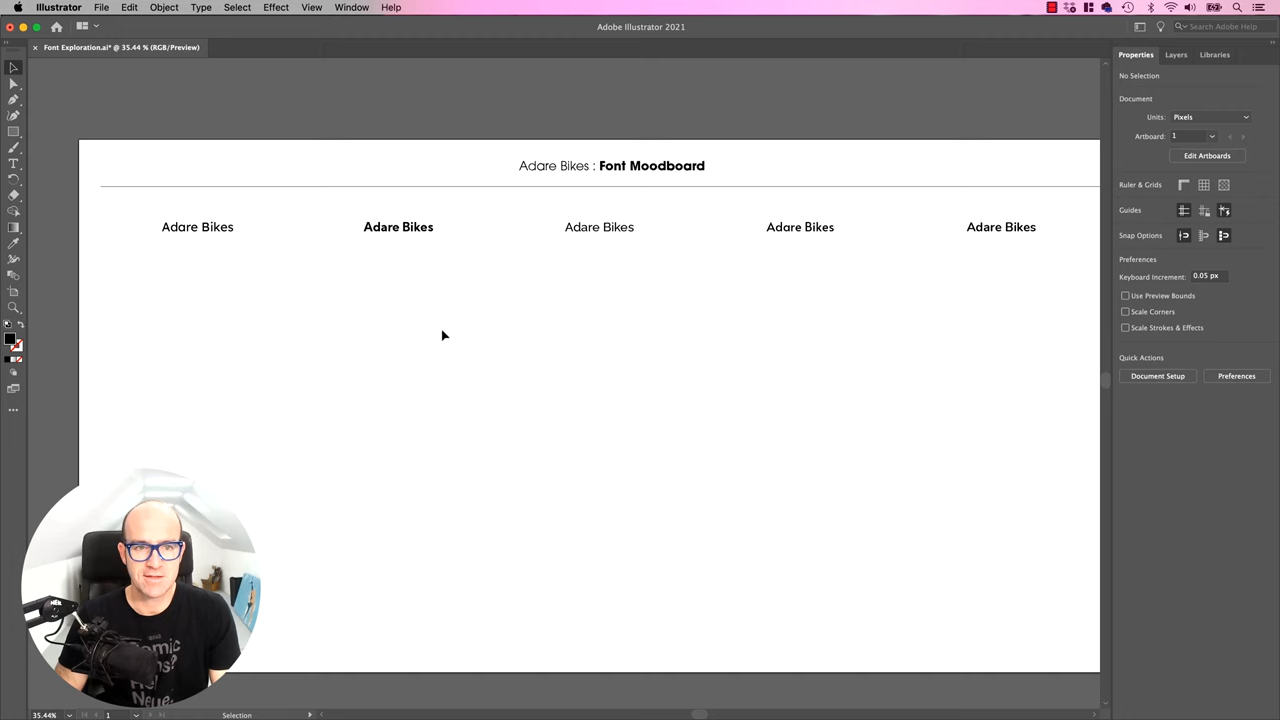 Illustrator File Edit Object Type Select Effect View Window Help
Adobe Illustrator 2021
Search Adobe Help
Font Exploration.ai* @ 35.44 % (RGB/Preview)
Properties Layers Libraries
No Selection
Document
Units: Pixels
Artboard: 1
Edit Artboards
Ruler & Grids
Guides
Snap Options
Preferences
Keyboard Increment: 0.05 px
Use Preview Bounds
Scale Corners
Scale Strokes & Effects
Quick Actions
Document Setup Preferences
Adare Bikes : Font Moodboard
Adare Bikes Adare Bikes Adare Bikes Adare Bikes Adare Bikes
35.44% 1 Selection